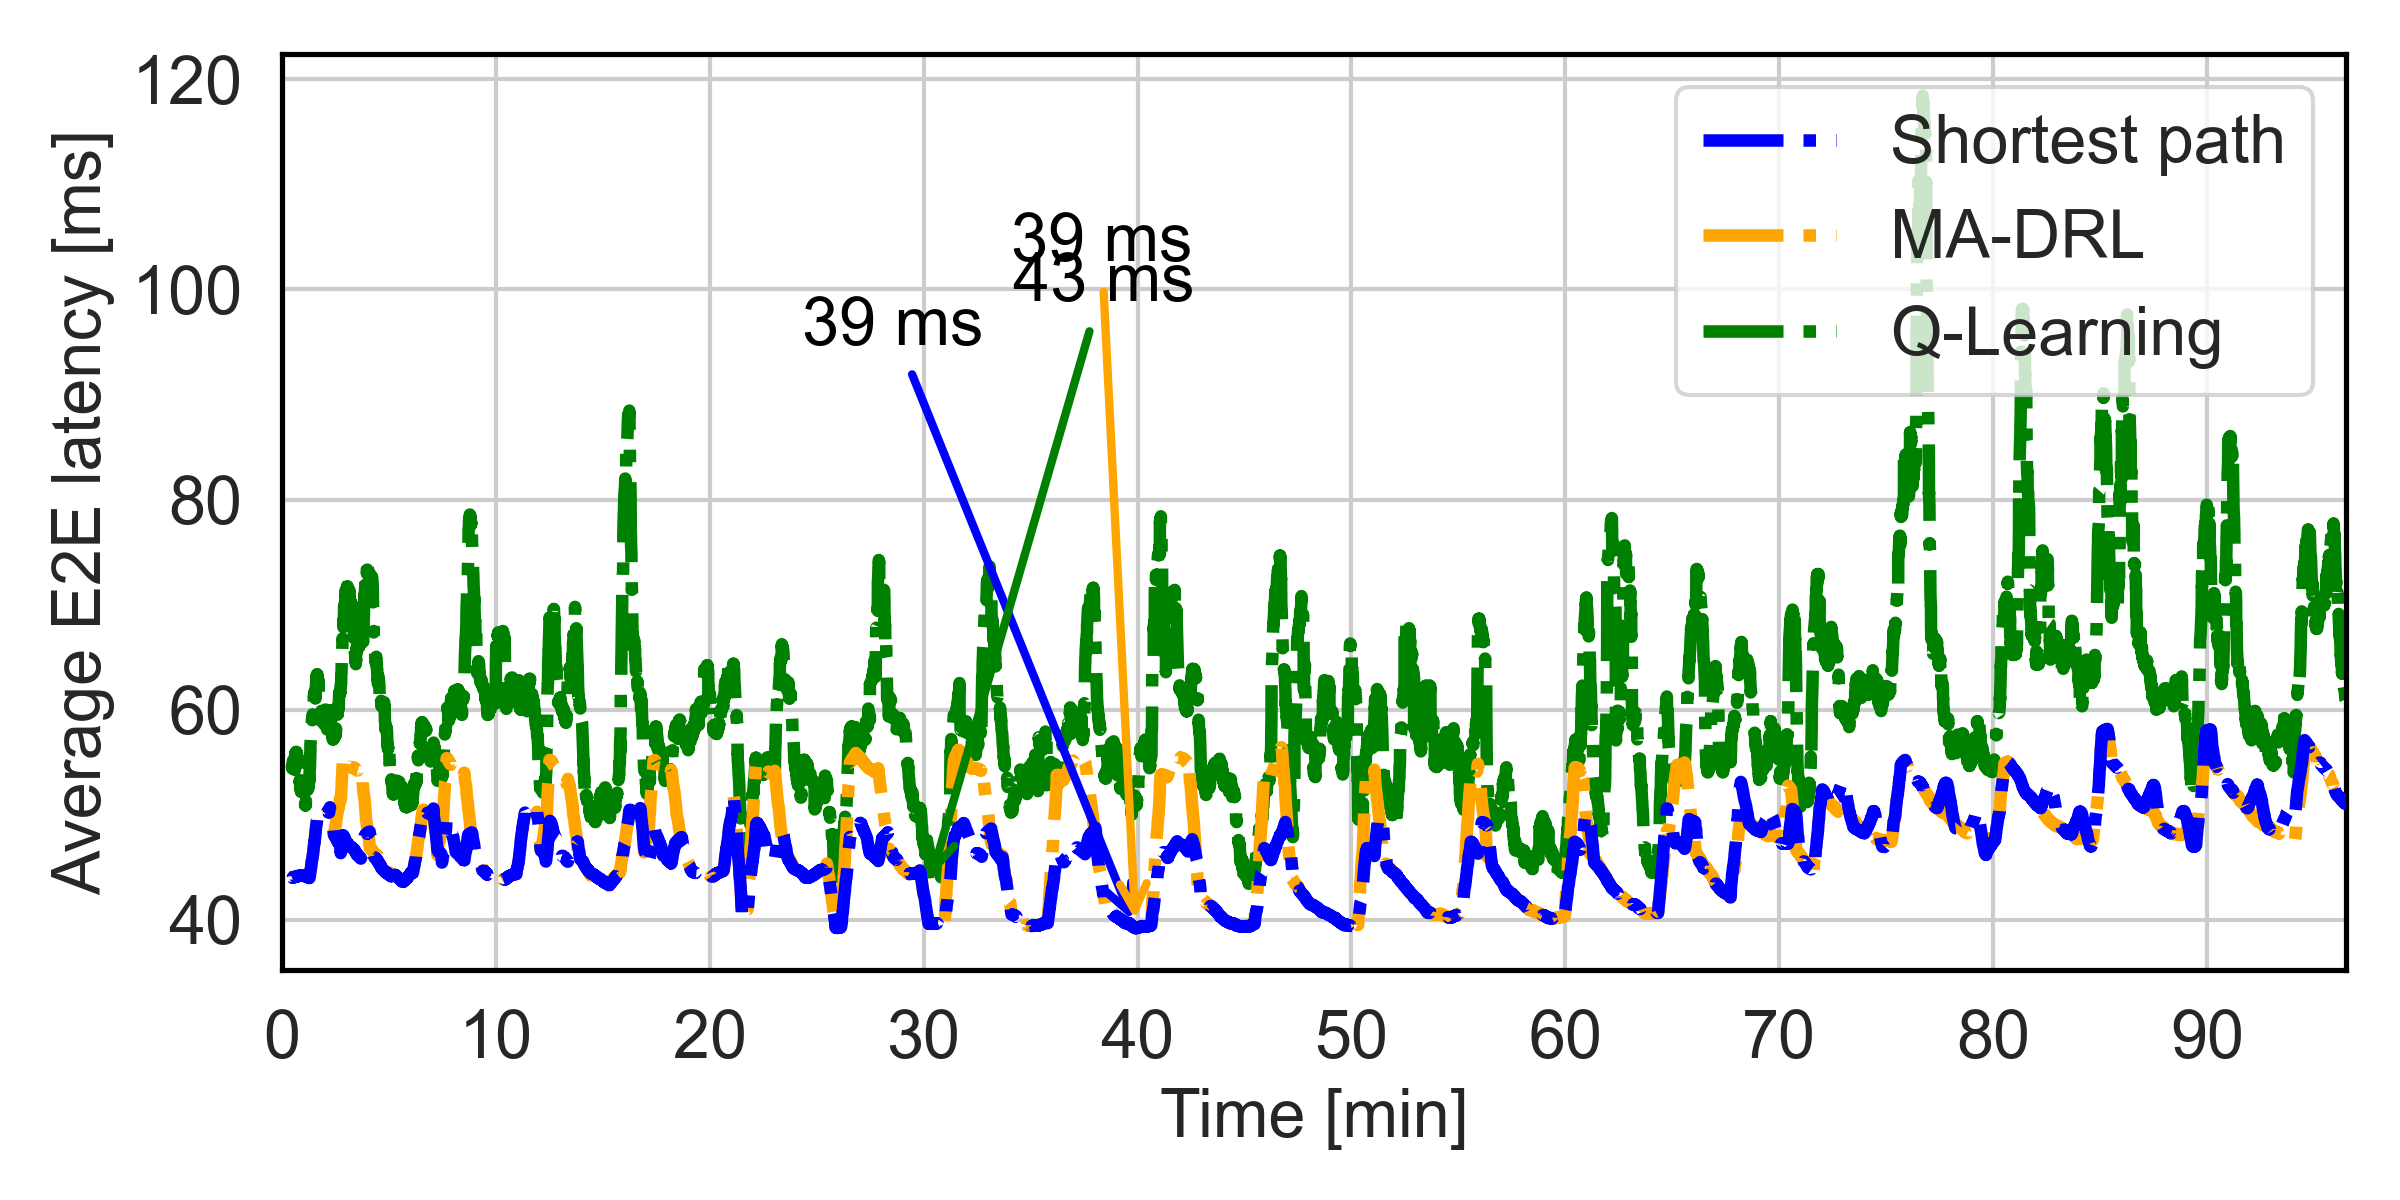 Average E2E latency [ms]
120
100
80
60
40
39 ms
43 ms
39 ms
Shortest path
MA-DRL
Q-Learning
0 10 20 30 40 50 60 70 80 90
Time [min]